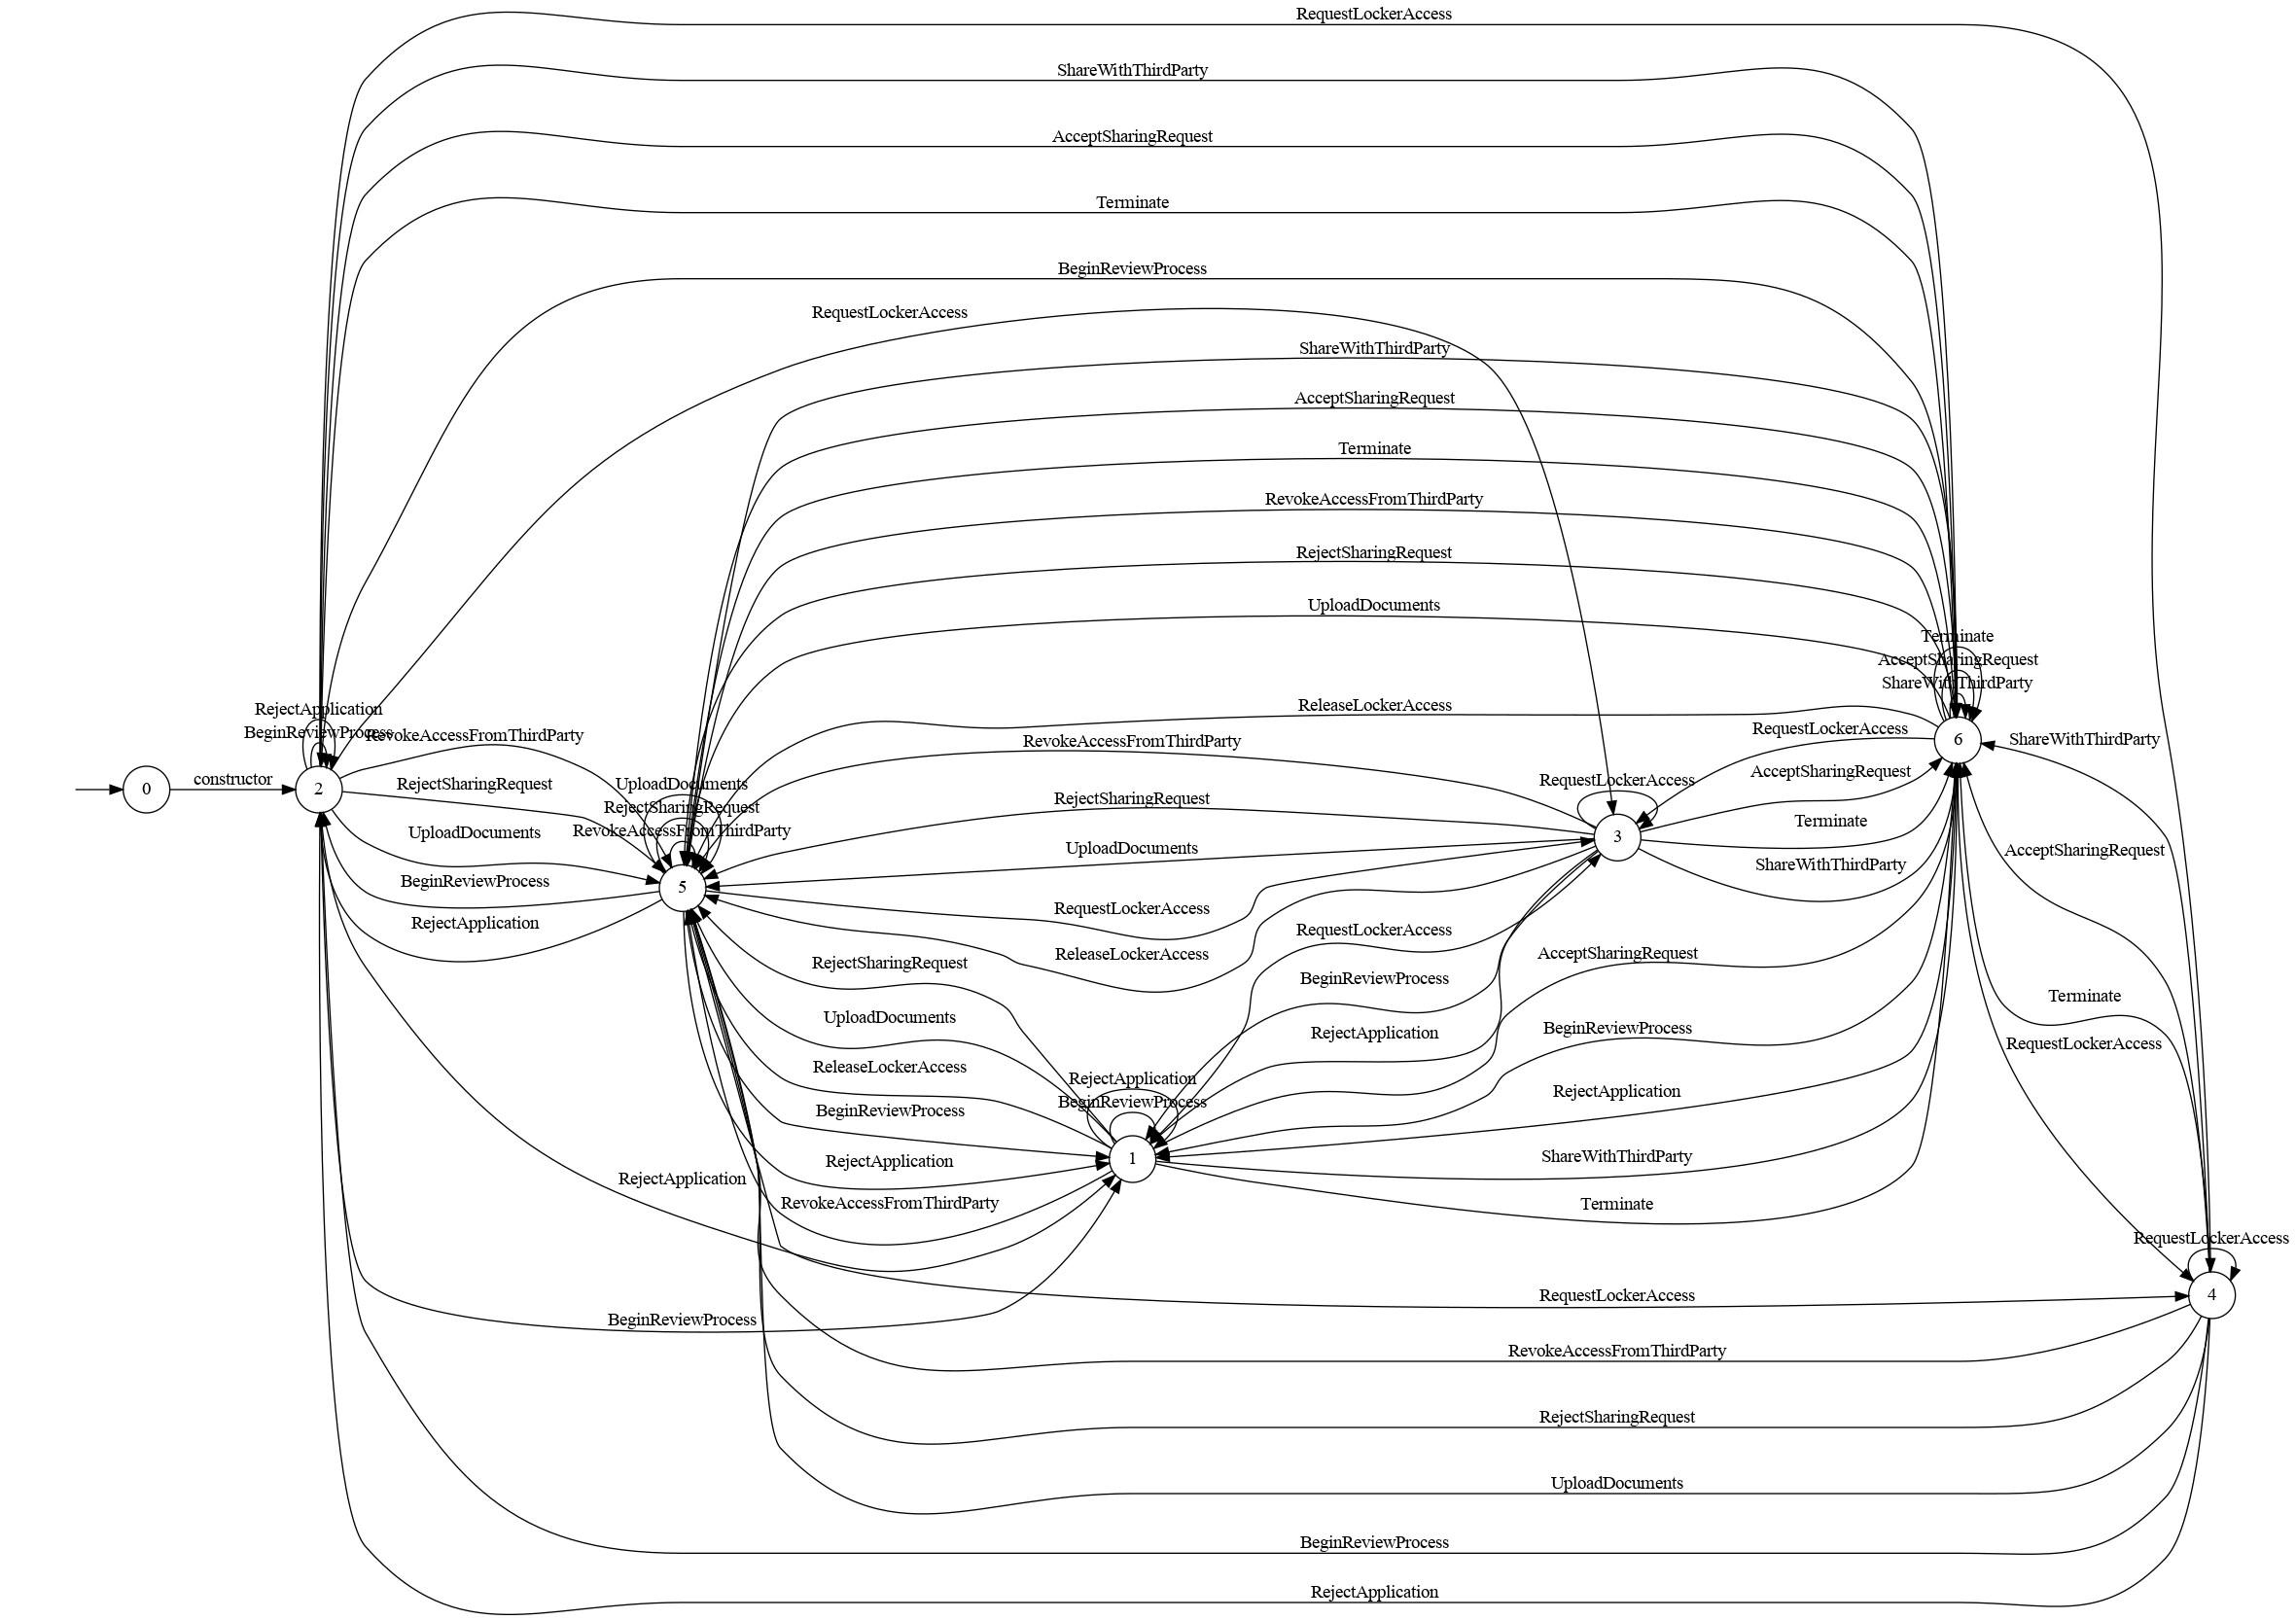 RequestLockerAccess
ShareWithThirdParty
AcceptSharingRequest
Terminate
BeginReviewProcess
RequestLockerAccess
ShareWithThirdParty
AcceptSharingRequest
Terminate
RevokeAccessFromThirdParty
RejectSharingRequest
UploadDocuments
Terminate
AcceptSharingRequest
ShareWithThirdParty
ReleaseLockerAccess
RejectApplication
BeginReviewProcess
RevokeAccessFromThirdParty
RevokeAccessFromThirdParty
RequestLockerAccess
6
ShareWithThirdParty
0
constructor
2
RejectSharingRequest
UploadDocuments
RejectSharingRequest
RevokeAccessFromThirdParty
RejectSharingRequest
RequestLockerAccess
AcceptSharingRequest
3
Terminate
UploadDocuments
UploadDocuments
ShareWithThirdParty
AcceptSharingRequest
BeginReviewProcess
5
RejectApplication
RequestLockerAccess
RequestLockerAccess
ReleaseLockerAccess
AcceptSharingRequest
RejectSharingRequest
BeginReviewProcess
Terminate
UploadDocuments
RejectApplication
BeginReviewProcess
RequestLockerAccess
ReleaseLockerAccess
RejectApplication
BeginReviewProcess
RejectApplication
BeginReviewProcess
1
RejectApplication
ShareWithThirdParty
RejectApplication
RevokeAccessFromThirdParty
Terminate
RequestLockerAccess
4
RequestLockerAccess
BeginReviewProcess
RevokeAccessFromThirdParty
RejectSharingRequest
UploadDocuments
BeginReviewProcess
RejectApplication